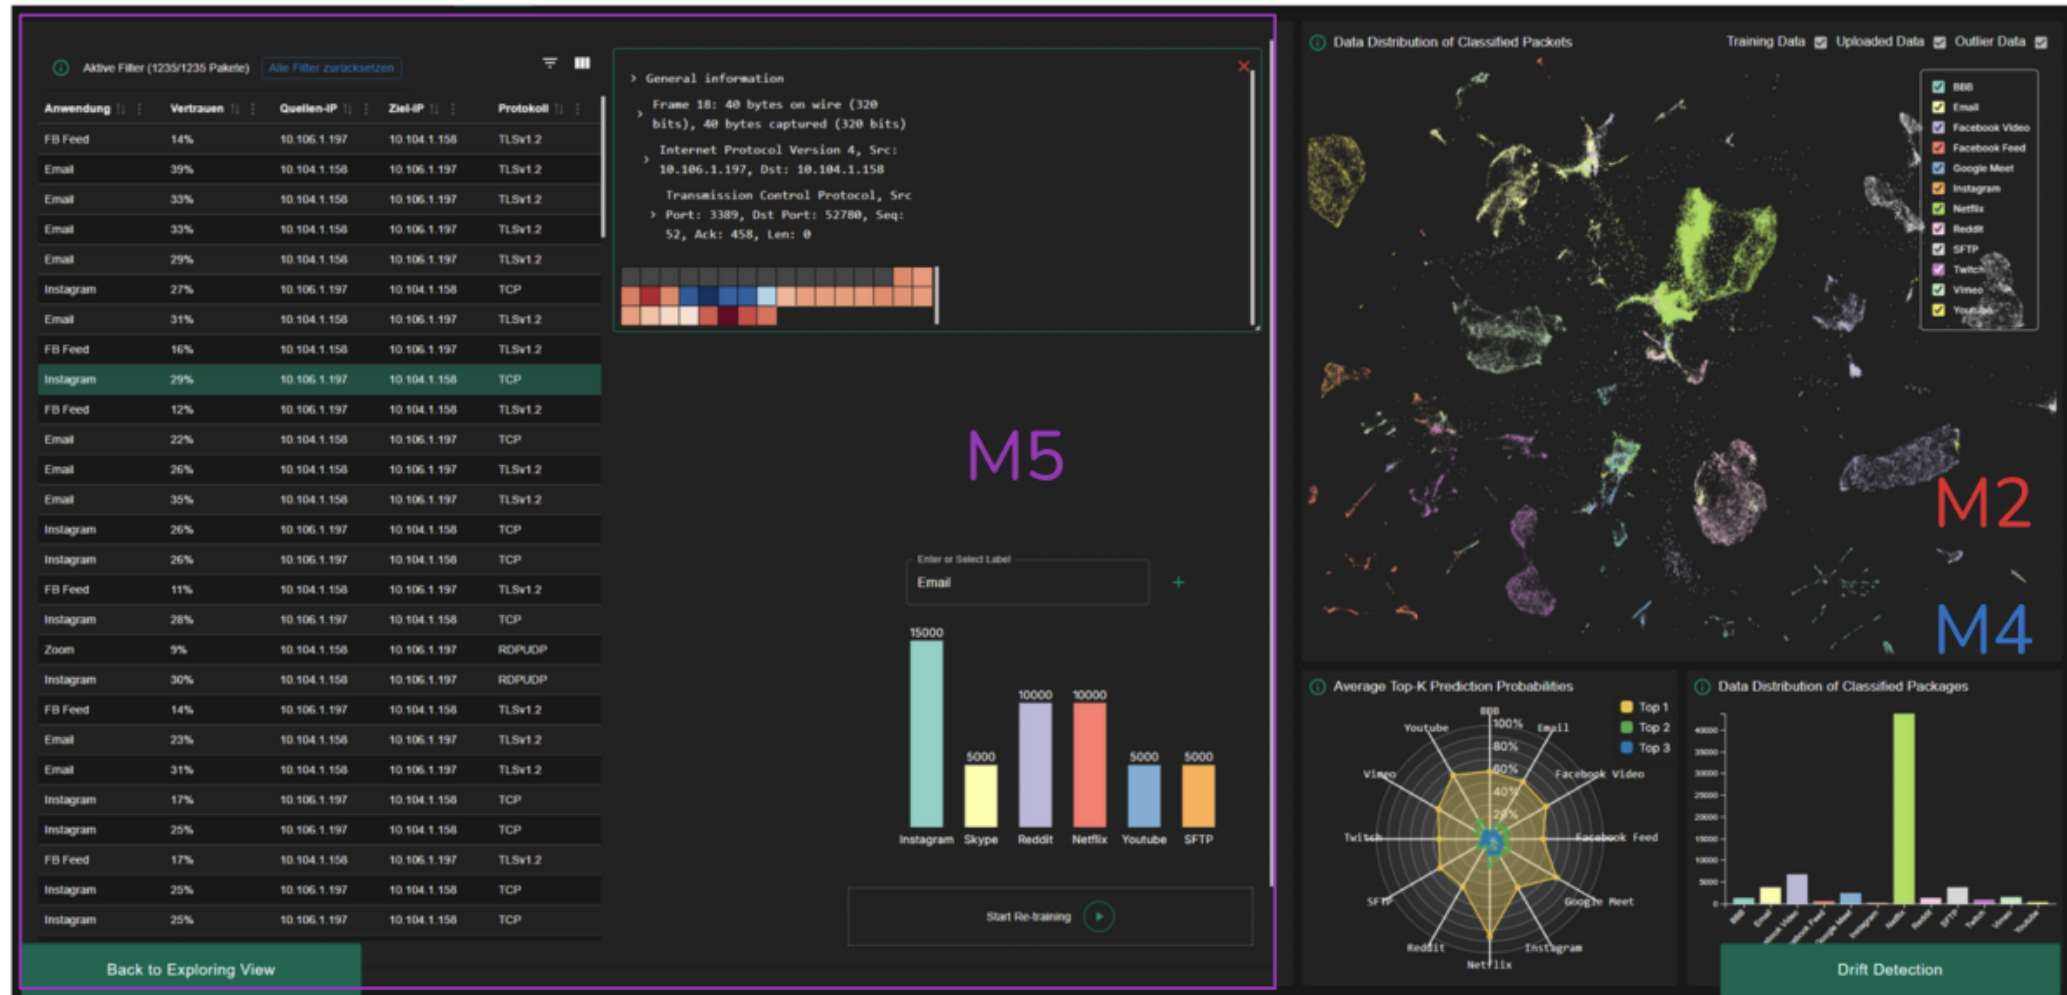 Aktive Filter (1235/1235 Pakete) Alle Filter zurücksetzen
Anwendung Vertrauen Quellen-IP Ziel-IP Protokoll
FB Feed 14% 10.106.1.197 10.104.1.158 TLSv1.2
Email 39% 10.104.1.158 10.106.1.197 TLSv1.2
Email 33% 10.104.1.158 10.106.1.197 TLSv1.2
Email 33% 10.104.1.158 10.106.1.197 TLSv1.2
Email 29% 10.104.1.158 10.106.1.197 TLSv1.2
Instagram 27% 10.106.1.197 10.104.1.158 TCP
Email 31% 10.104.1.158 10.106.1.197 TLSv1.2
FB Feed 16% 10.104.1.158 10.106.1.197 TLSv1.2
Instagram 29% 10.106.1.197 10.104.1.158 TCP
FB Feed 12% 10.106.1.197 10.104.1.158 TLSv1.2
Email 22% 10.104.1.158 10.106.1.197 TCP
Email 26% 10.104.1.158 10.106.1.197 TLSv1.2
Email 35% 10.104.1.158 10.106.1.197 TLSv1.2
Instagram 26% 10.106.1.197 10.104.1.158 TCP
Instagram 26% 10.106.1.197 10.104.1.158 TCP
FB Feed 11% 10.106.1.197 10.104.1.158 TLSv1.2
Instagram 28% 10.106.1.197 10.104.1.158 TCP
Zoom 9% 10.104.1.158 10.106.1.197 RDPUDP
Instagram 30% 10.104.1.158 10.106.1.197 RDPUDP
FB Feed 14% 10.106.1.197 10.104.1.158 TLSv1.2
Email 23% 10.104.1.158 10.106.1.197 TLSv1.2
Email 31% 10.104.1.158 10.106.1.197 TLSv1.2
Instagram 17% 10.106.1.197 10.104.1.158 TCP
Instagram 25% 10.106.1.197 10.104.1.158 TCP
FB Feed 17% 10.106.1.197 10.104.1.158 TLSv1.2
Instagram 25% 10.106.1.197 10.104.1.158 TCP
Instagram 25% 10.106.1.197 10.104.1.158 TCP
Back to Exploring View
General information
Frame 18: 40 bytes on wire (320
bits), 40 bytes captured (320 bits)
Internet Protocol Version 4, Src:
10.106.1.197, Dst: 10.104.1.158
Transmission Control Protocol, Src
Port: 3389, Dst Port: 52780, Seq:
52, Ack: 458, Len: 0
M5
Enter or Select Label
Email
+
15000
10000 10000
5000 5000 5000
Instagram Skype Reddit Netflix Youtube SFTP
Start Re-training
Data Distribution of Classified Packets Training Data Uploaded Data Outlier Data
BBB
Email
Facebook Video
Facebook Feed
Google Meet
Instagram
Netflix
Reddit
SFTP
Twitch
Vimeo
Youtube
M2
M4
Average Top-K Prediction Probabilities
Top 1
Top 2
Top 3
BBB
Email
Facebook Video
Facebook Feed
Google Meet
Instagram
Netflix
Reddit
SFTP
Twitch
Vimeo
Youtube
100%
80%
60%
40%
20%
Data Distribution of Classified Packages
40000
35000
30000
25000
20000
15000
10000
5000
0
BBB Email Instagram Netflix Reddit SFTP Twitch Vimeo Youtube
Drift Detection